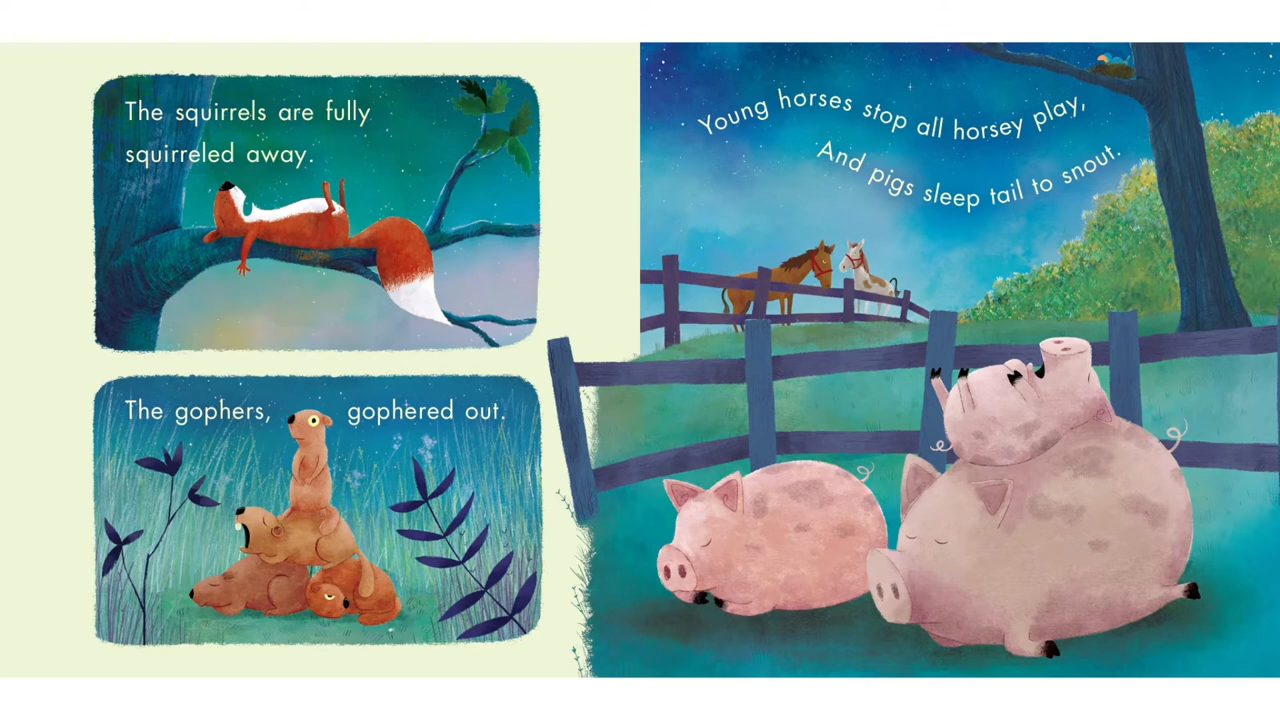 The squirrels are fully
squirreled away.
The gophers, gophered out.
Young horses stop all horsey play,
And pigs sleep tail to snout.